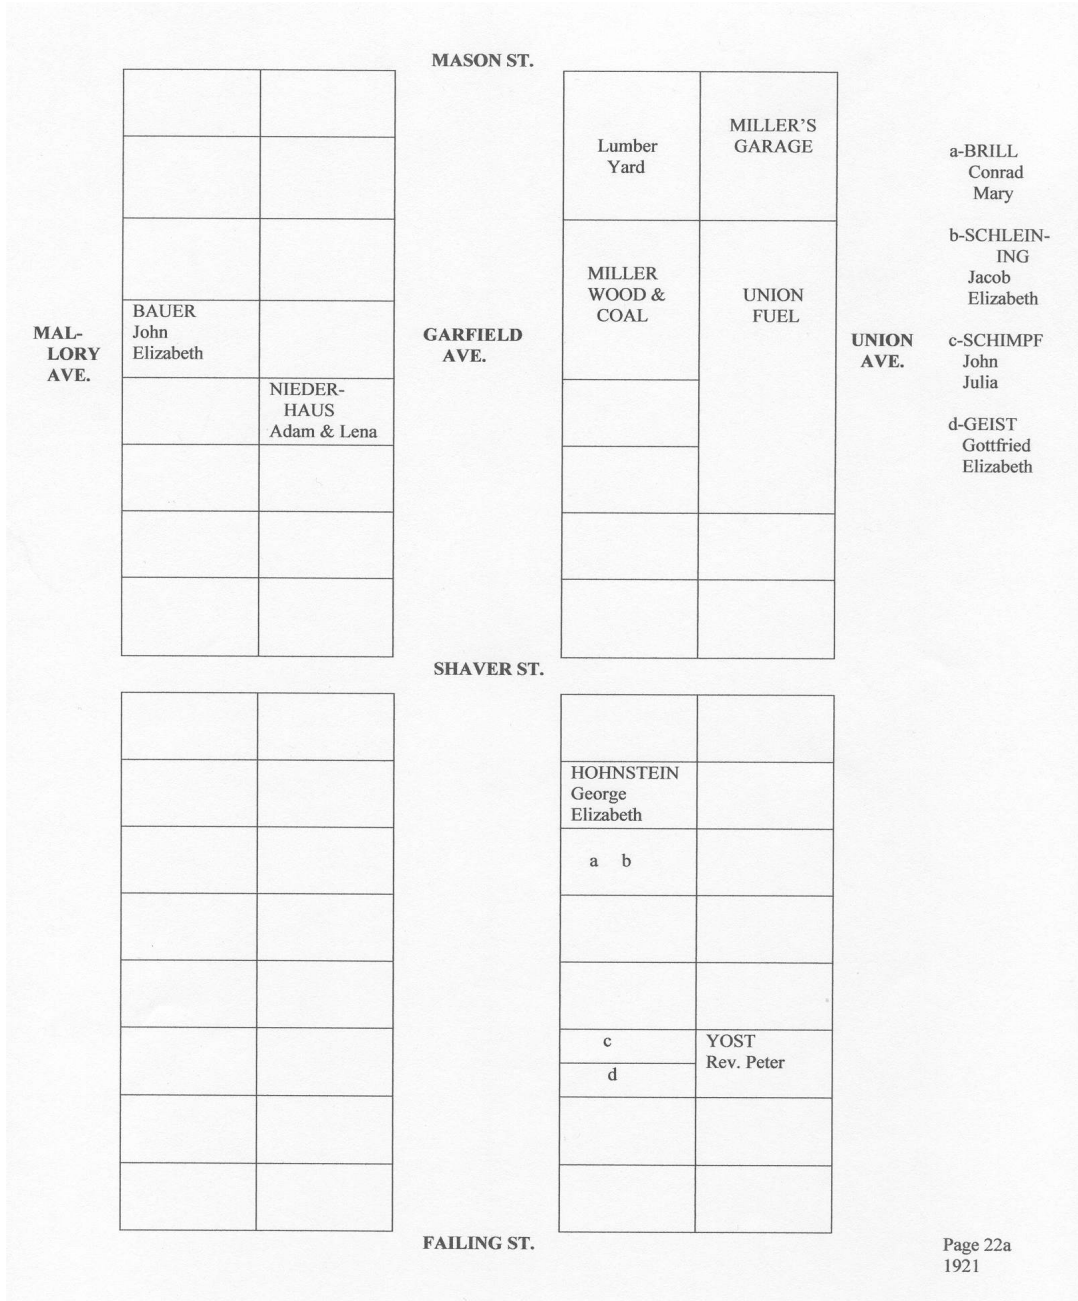 MASON ST.
Lumber
Yard
MILLER'S
GARAGE
a-BRILL
Conrad
Mary
b-SCHLEIN-
ING
Jacob
Elizabeth
MILLER
WOOD &
COAL
UNION
FUEL
BAUER
John
Elizabeth
MAL-
LORY
AVE.
GARFIELD
AVE.
UNION
AVE.
c-SCHIMPF
John
Julia
NIEDER-
HAUS
Adam & Lena
d-GEIST
Gottfried
Elizabeth
SHAVER ST.
HOHNSTEIN
George
Elizabeth
a b
c
d
YOST
Rev. Peter
FAILING ST.
Page 22a
1921